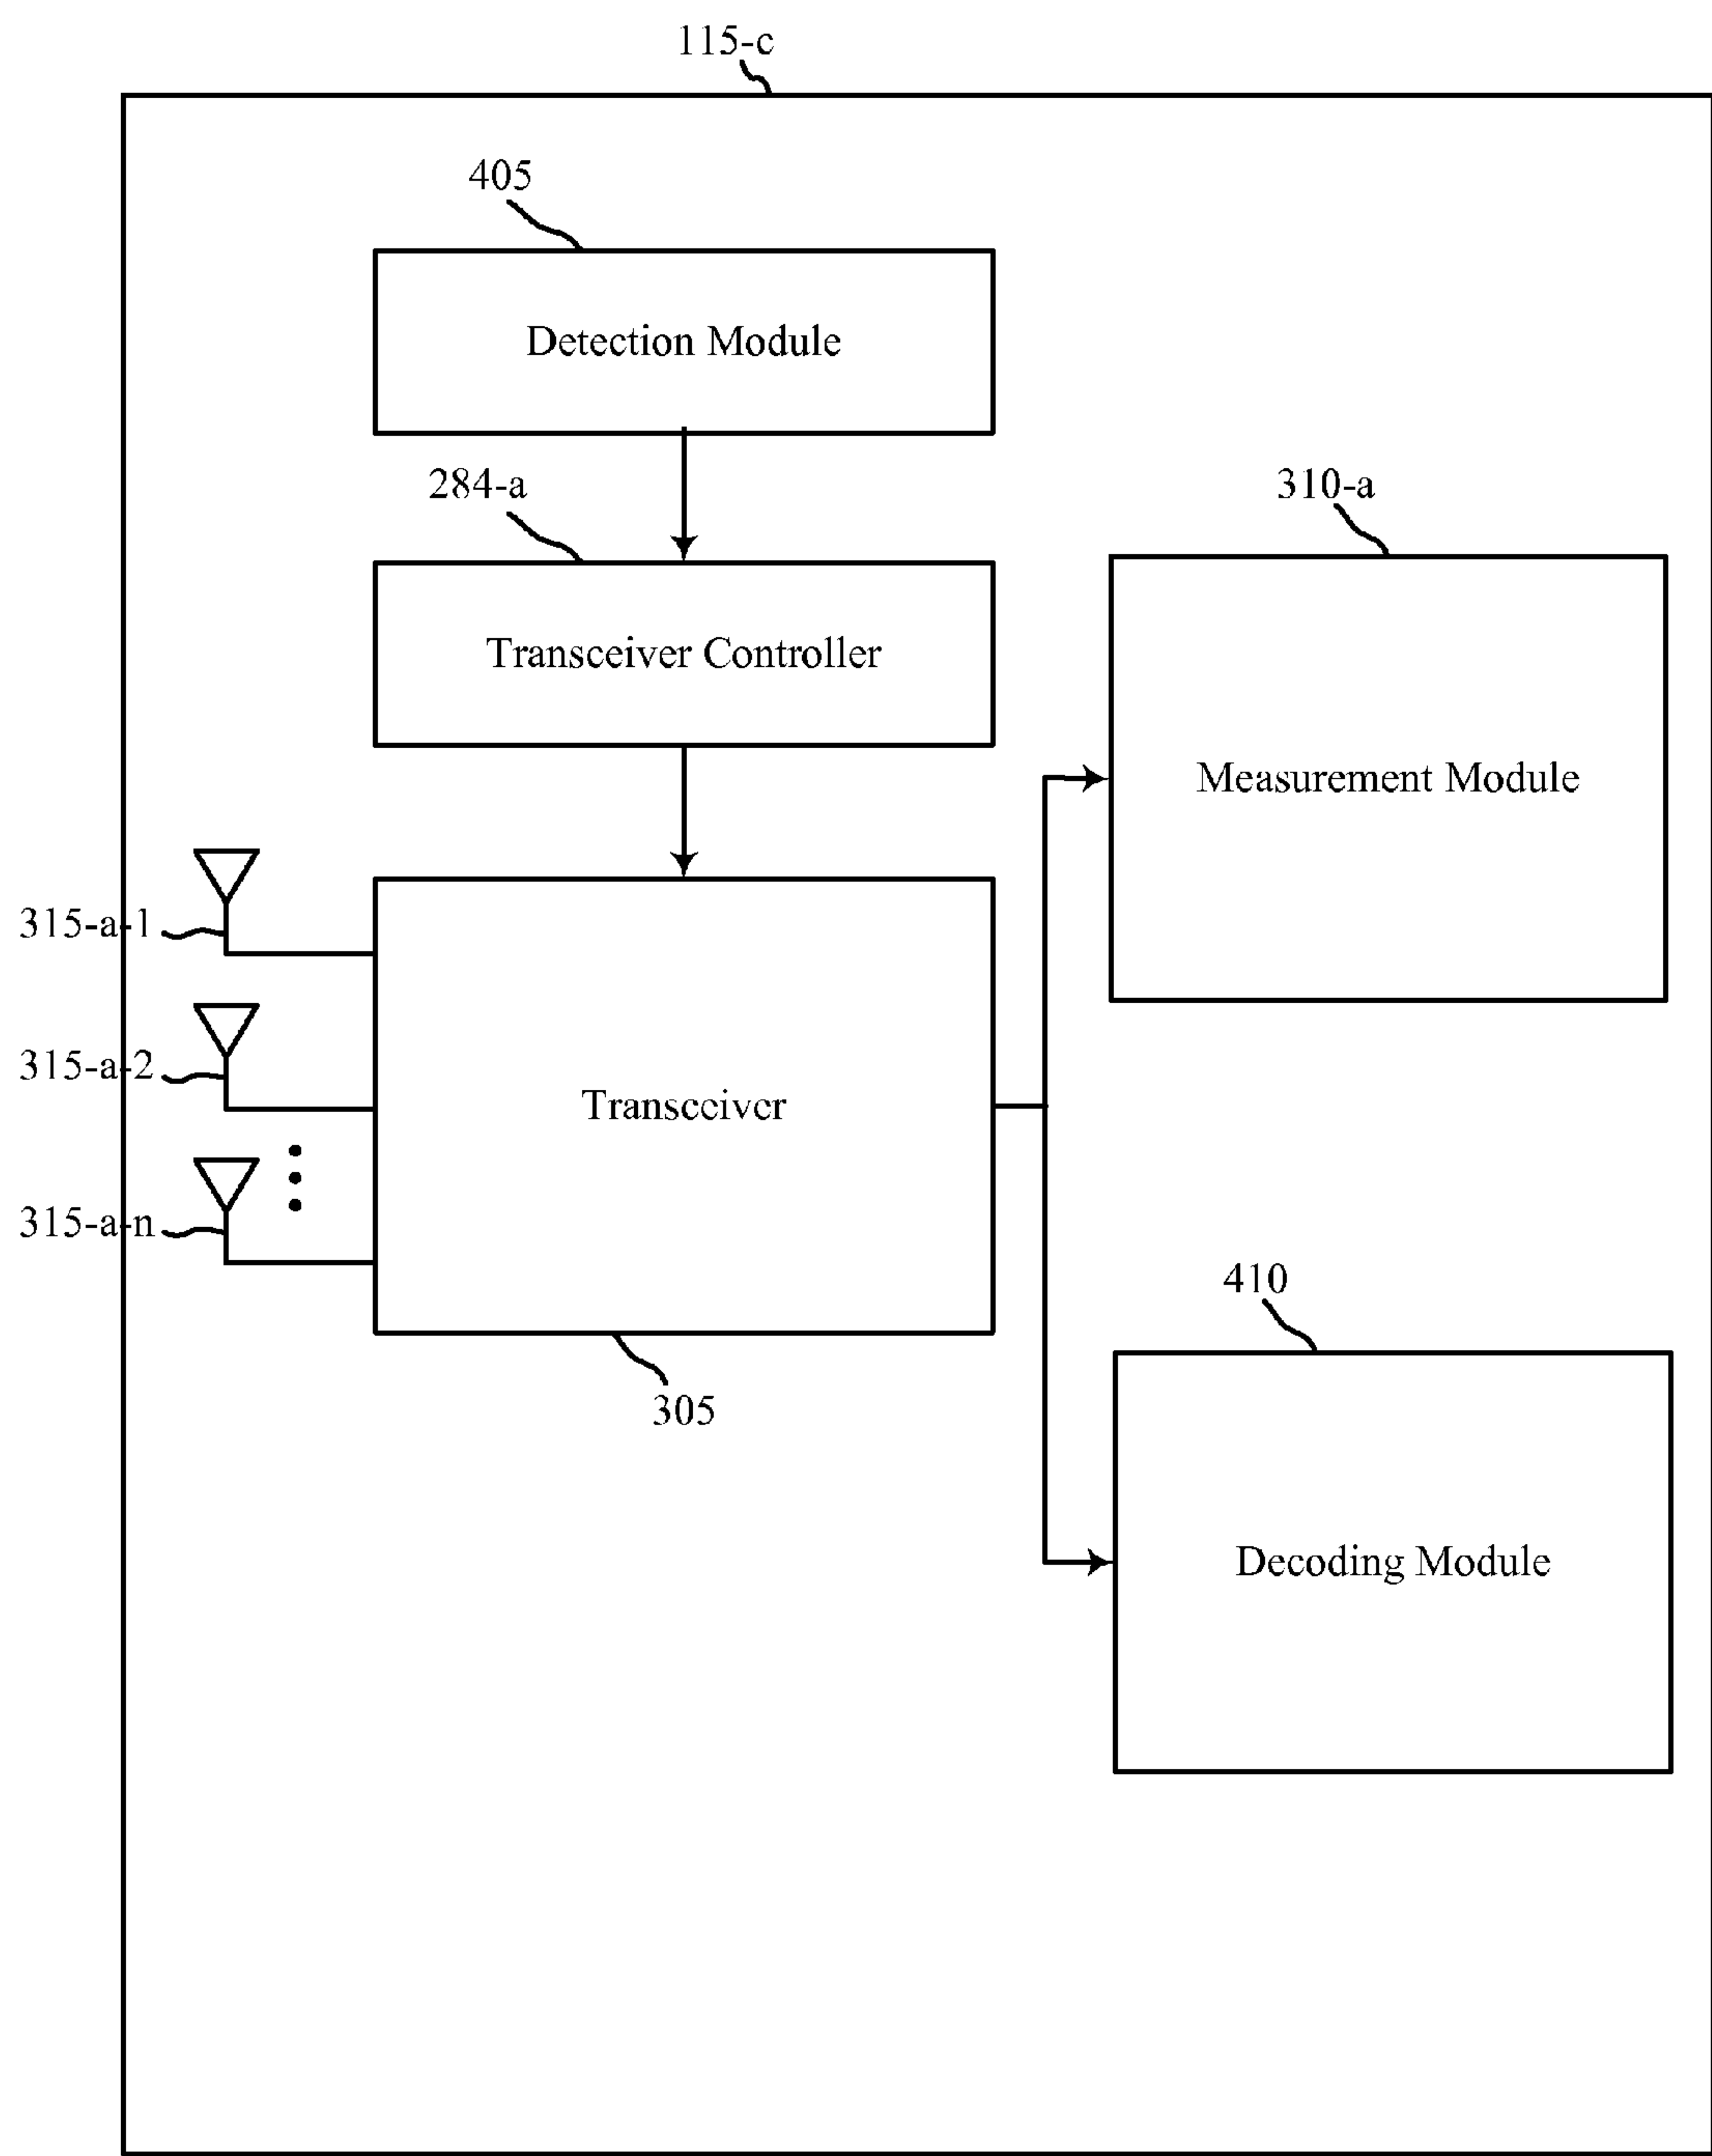 115-c
405
Detection Module
284-a
310-a
Transceiver Controller
Measurement Module
315-a-1
315-a-2
Transceiver
315-a-n
410
305
Decoding Module